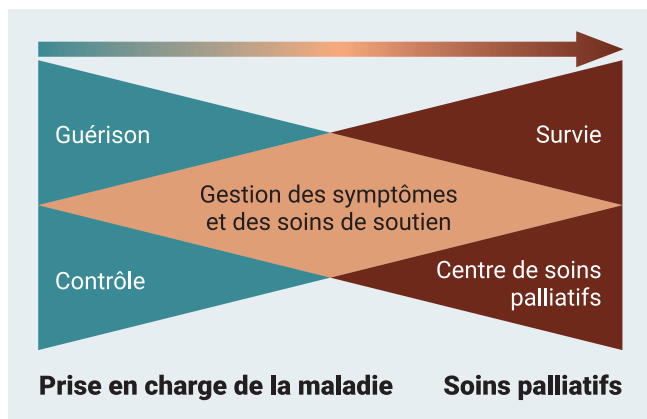 Guérison
Survie
Gestion des symptômes
et des soins de soutien
Contrôle
Centre de soins
palliatifs
Prise en charge de la maladie
Soins palliatifs